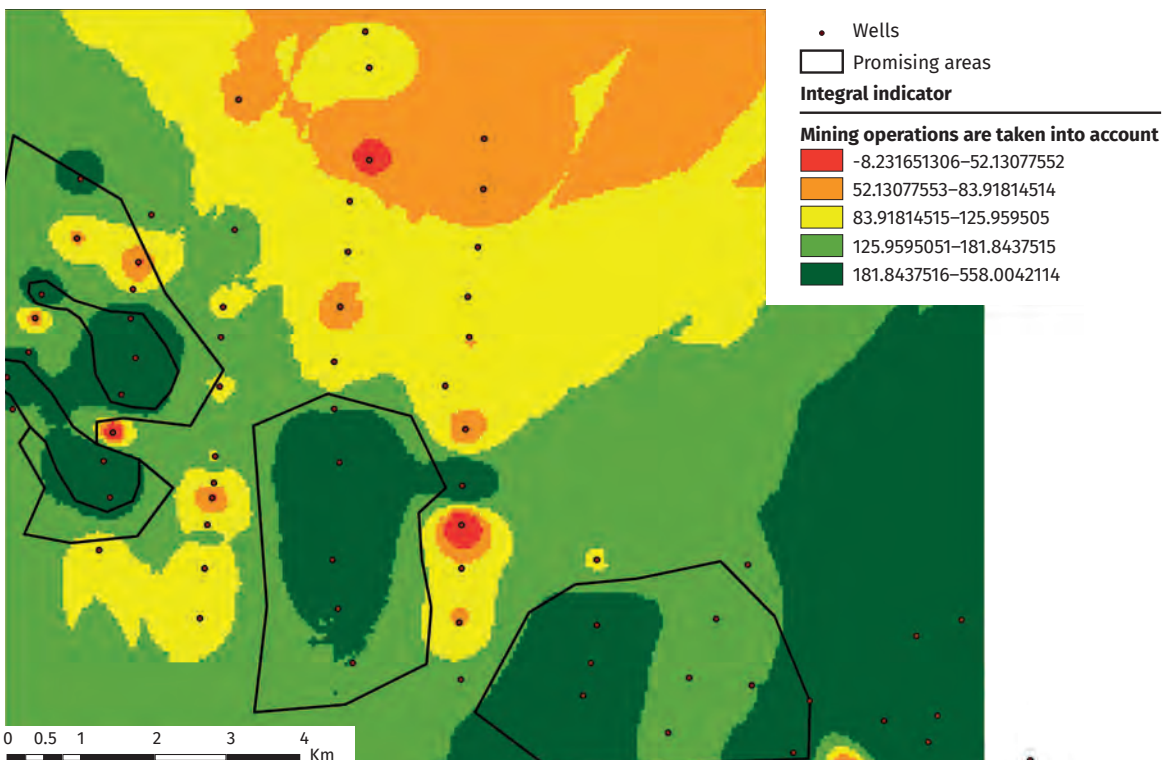 Wells
Promising areas
Integral indicator
Mining operations are taken into account
-8.231651306–52.13077552
52.13077553–83.91814514
83.91814515–125.959505
125.9595051–181.8437515
181.8437516–558.0042114
0 0.5 1 2 3 4
Km